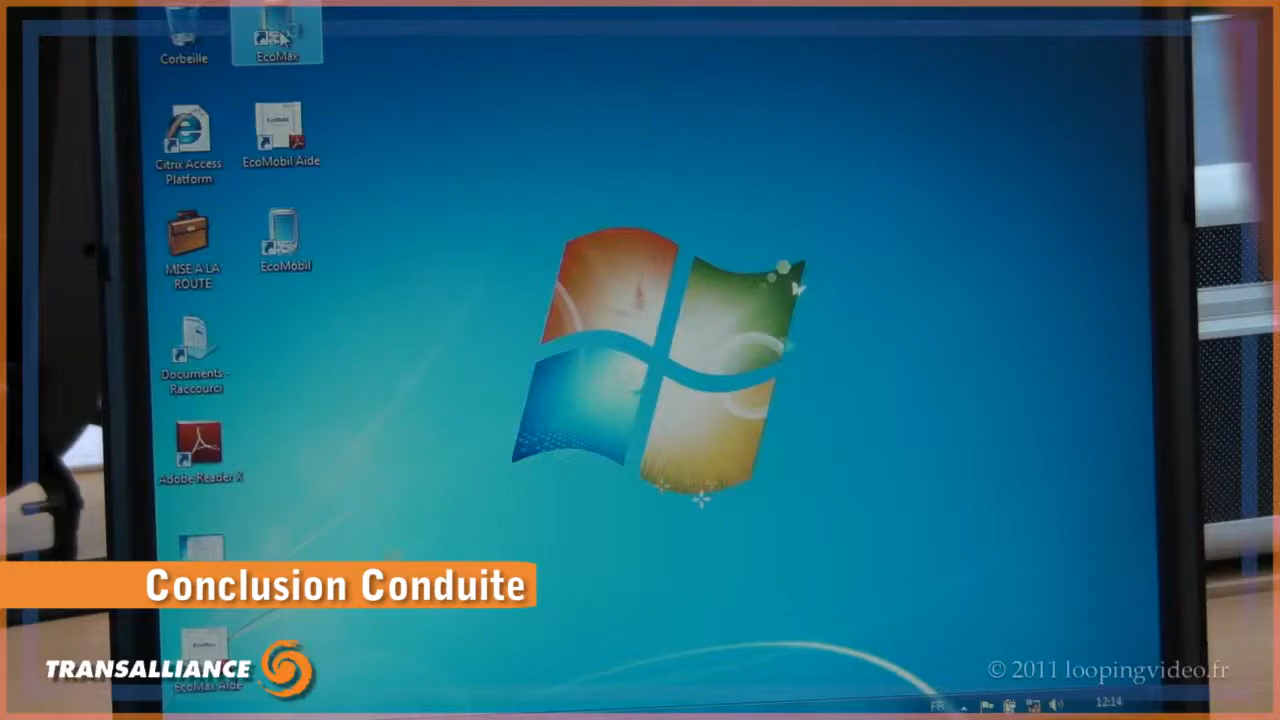 Corbeille
EcoMax
Citrix Access
Platform
EcoMobil Aide
MISE A LA
ROUTE
EcoMobil
Documents -
Raccourci
Adobe Reader X
Conclusion Conduite
TRANSALLIANCE
EcoMax Aide
© 2011 loopingvideo.fr
FR
12:14